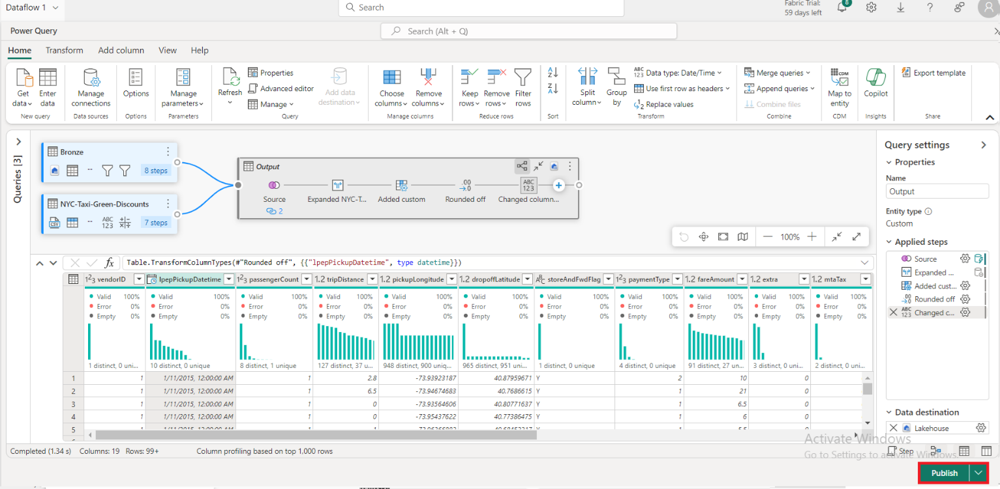 Dataflow 1
Search
Fabric Trial:
59 days left
8
Power Query
Search (Alt + Q)
Home Transform Add column View Help
Get data
Enter data
New query
Manage connections
Data sources
Options
Options
Manage parameters
Parameters
Refresh
Properties
Advanced editor
Manage
Query
Add data destination
Choose columns
Remove columns
Manage columns
Keep rows
Remove rows
Filter rows
Reduce rows
Sort
Split column
Group by
Data type: Date/Time
Use first row as headers
Replace values
Transform
Merge queries
Append queries
Combine files
Combine
Map to entity
CDM
Copilot
Insights
Export template
Share
Queries [3]
Bronze
8 steps
NYC-Taxi-Green-Discounts
7 steps
Output
Source
2
Expanded NYC-T...
Added custom
Rounded off
Changed column...
100%
Query settings
Properties
Name
Output
Entity type
Custom
Applied steps
Source
Expanded ...
Added cust...
Rounded off
Changed c...
Data destination
Lakehouse
fx Table.TransformColumnTypes(#"Rounded off", {{"lpepPickupDatetime", type datetime}})
vendorID lpepPickupDatetime passengerCount tripDistance pickupLongitude dropoffLatitude storeAndFwdFlag paymentType fareAmount extra mtaTax
Valid 100% Valid 100% Valid 100% Valid 100% Valid 100% Valid 100% Valid 100% Valid 100% Valid 100% Valid 100% Valid 100%
Error 0% Error 0% Error 0% Error 0% Error 0% Error 0% Error 0% Error 0% Error 0% Error 0% Error 0%
Empty 0% Empty 0% Empty 0% Empty 0% Empty 0% Empty 0% Empty 0% Empty 0% Empty 0% Empty 0% Empty 0%
1 distinct, 0 uni... 10 distinct, 0 unique 8 distinct, 1 unique 127 distinct, 37 u... 948 distinct, 900 uniq... 965 distinct, 951 uni... 1 distinct, 0 unique 4 distinct, 0 unique 91 distinct, 27 un... 3 distinct, 0 uni... 2 distinct, 0 uni...
1 1 1/11/2015, 12:00:00 AM 1 2.8 -73.93923187 40.87959671 Y 2 10 0
2 1 1/11/2015, 12:00:00 AM 1 6.5 -73.94674683 40.7686615 Y 1 21 0
3 1 1/11/2015, 12:00:00 AM 1 0 -73.93564606 40.80771637 Y 1 6.5 0
4 1 1/11/2015, 12:00:00 AM 1 0 -73.95437622 40.77386475 Y 1 6 0
5
Completed (1.34 s) Columns: 19 Rows: 99+ Column profiling based on top 1,000 rows
Step
Activate Windows
Go to Settings to activate Windows.
Publish